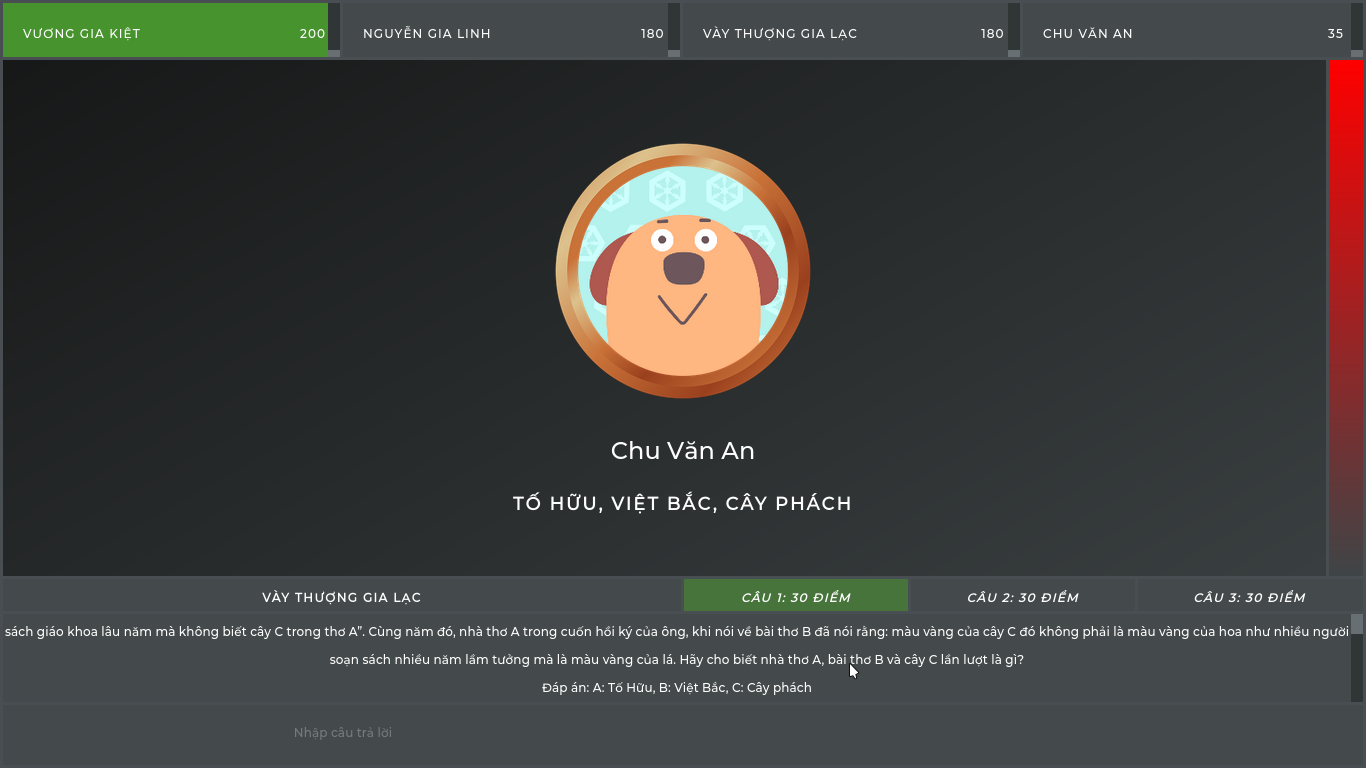 VƯƠNG GIA KIỆT 200 NGUYỄN GIA LINH 180 VÀY THƯỢNG GIA LẠC 180 CHU VĂN AN 35
Chu Văn An
TỐ HỮU, VIỆT BẮC, CÂY PHÁCH
VÀY THƯỢNG GIA LẠC CÂU 1: 30 ĐIỂM CÂU 2: 30 ĐIỂM CÂU 3: 30 ĐIỂM
sách giáo khoa lâu năm mà không biết cây C trong thơ A”. Cùng năm đó, nhà thơ A trong cuốn hồi ký của ông, khi nói về bài thơ B đã nói rằng: màu vàng của cây C đó không phải là màu vàng của hoa như nhiều người
soạn sách nhiều năm lầm tưởng mà là màu vàng của lá. Hãy cho biết nhà thơ A, bài thơ B và cây C lần lượt là gì?
Đáp án: A: Tố Hữu, B: Việt Bắc, C: Cây phách
Nhập câu trả lời